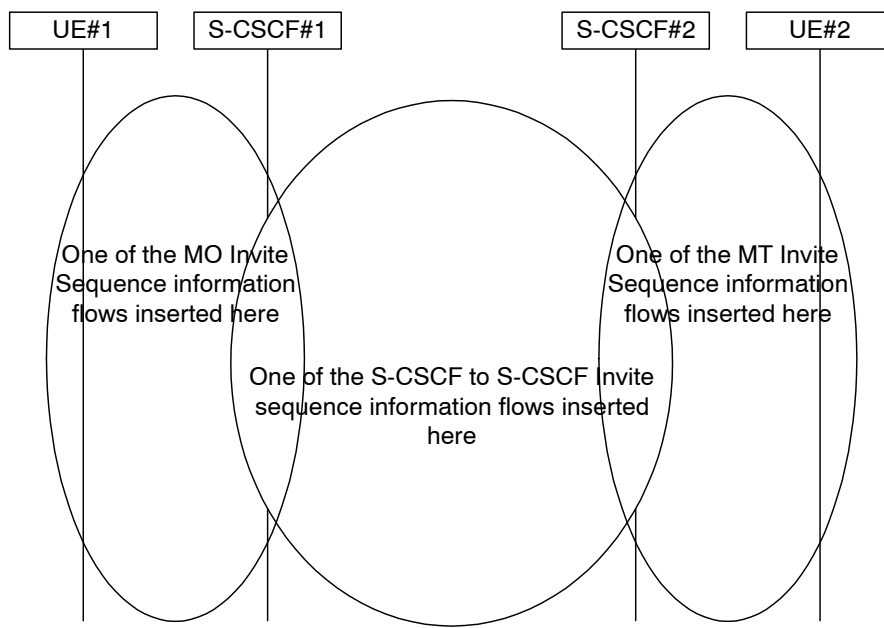 UE#1
S-CSCF#1
S-CSCF#2
UE#2
One of the MO Invite
Sequence information
flows inserted here
One of the S-CSCF to S-CSCF Invite
sequence information flows inserted
here
One of the MT Invite
Sequence information
flows inserted here